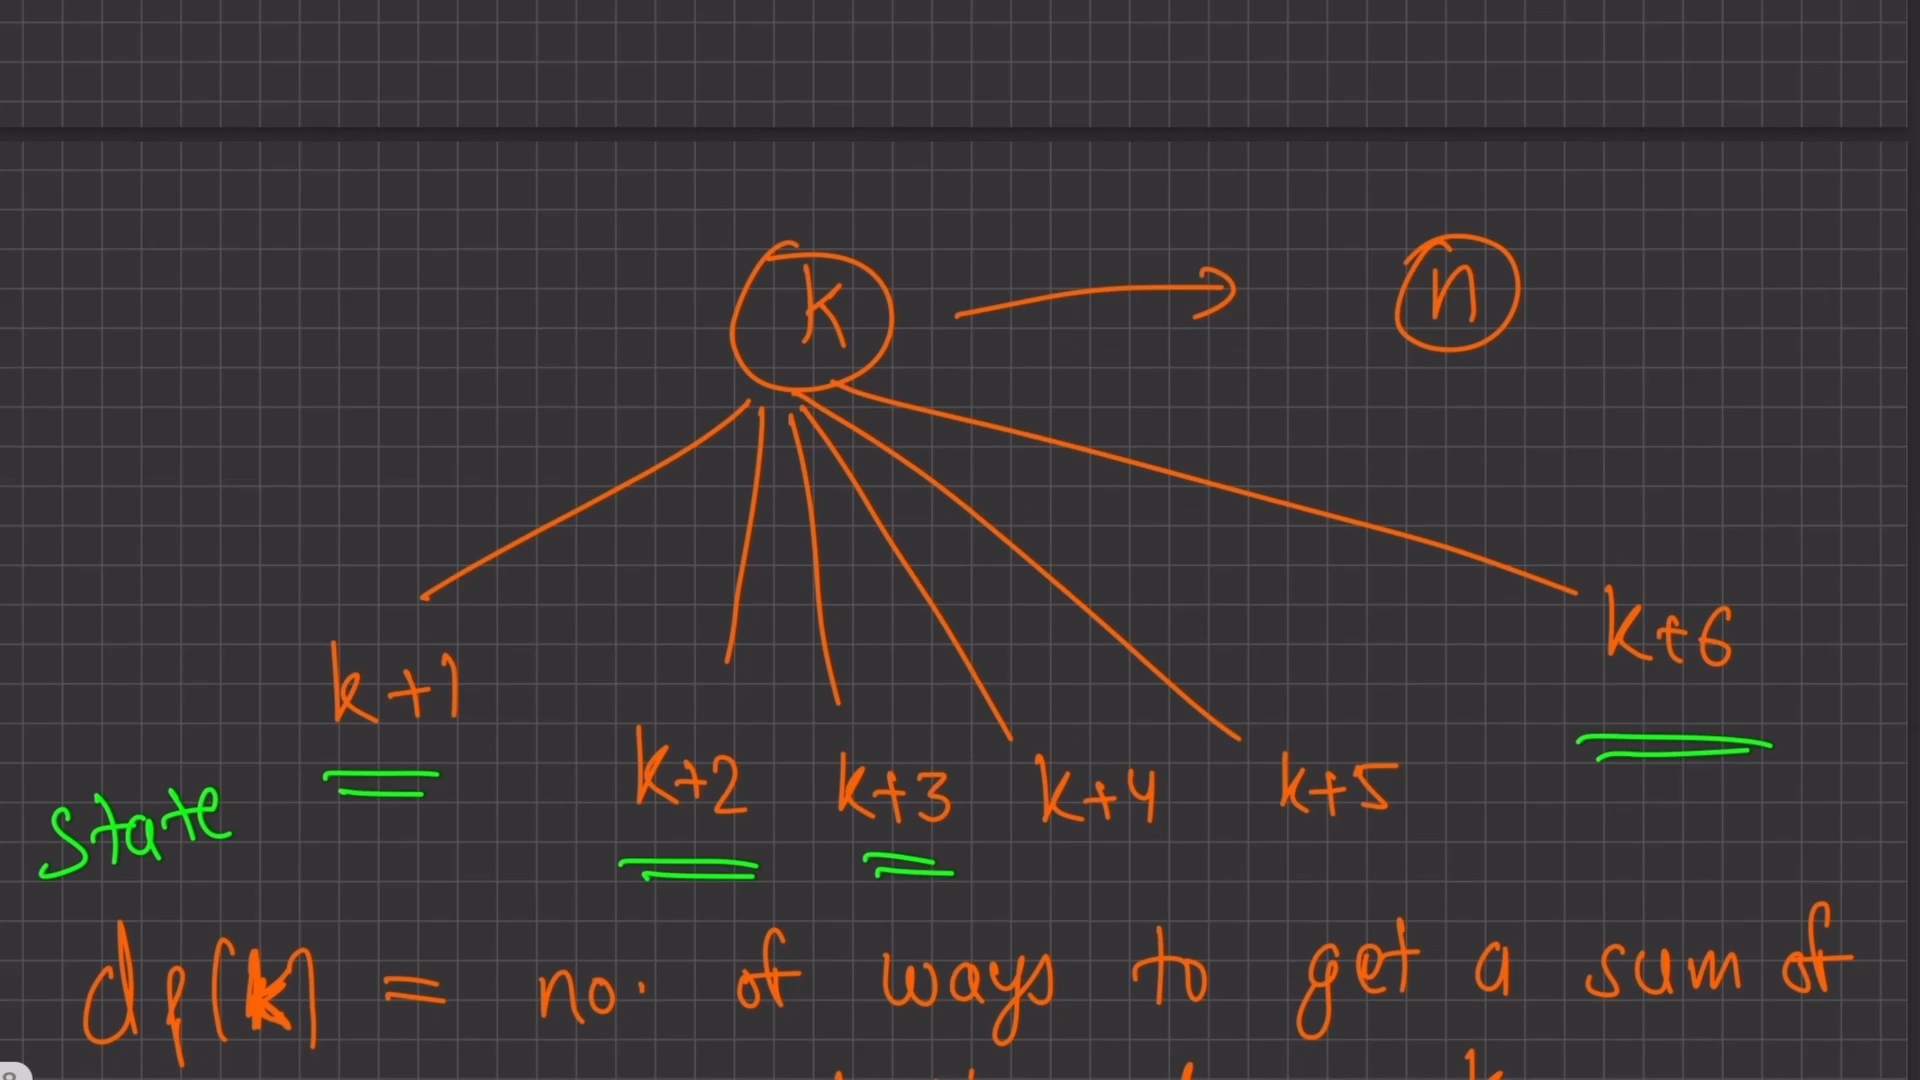 k → n
k+1 k+2 k+3 k+4 k+5 k+6
state
dp[k] = no. of ways to get a sum of